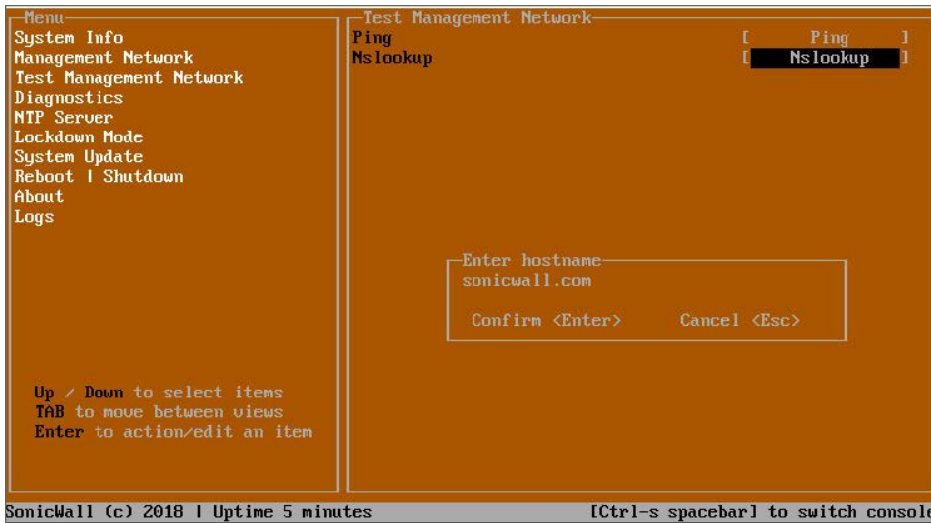 Menu
System Info
Management Network
Test Management Network
Diagnostics
NTP Server
Lockdown Mode
System Update
Reboot | Shutdown
About
Logs
Up / Down to select items
TAB to move between views
Enter to action/edit an item
Test Management Network
Ping [ Ping ]
Nslookup [ Nslookup ]
Enter hostname
sonicwall.com
Confirm <Enter> Cancel <Esc>
SonicWall (c) 2018 | Uptime 5 minutes [Ctrl-s spacebar] to switch console